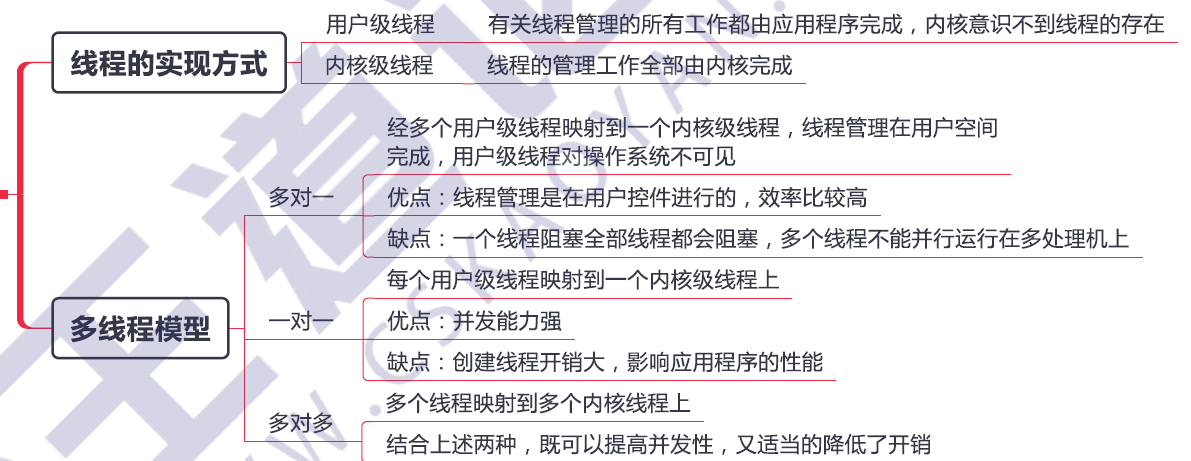 线程的实现方式
用户级线程
有关线程管理的所有工作都由应用程序完成，内核意识不到线程的存在
内核级线程
线程的管理工作全部由内核完成
多线程模型
多对一
经多个用户级线程映射到一个内核级线程，线程管理在用户空间
完成，用户级线程对操作系统不可见
优点：线程管理是在用户控件进行的，效率比较高
缺点：一个线程阻塞全部线程都会阻塞，多个线程不能并行运行在多处理机上
一对一
每个用户级线程映射到一个内核级线程上
优点：并发能力强
缺点：创建线程开销大，影响应用程序的性能
多对多
多个线程映射到多个内核线程上
结合上述两种，既可以提高并发性，又适当的降低了开销
王道论
W.CSKAOYAN.